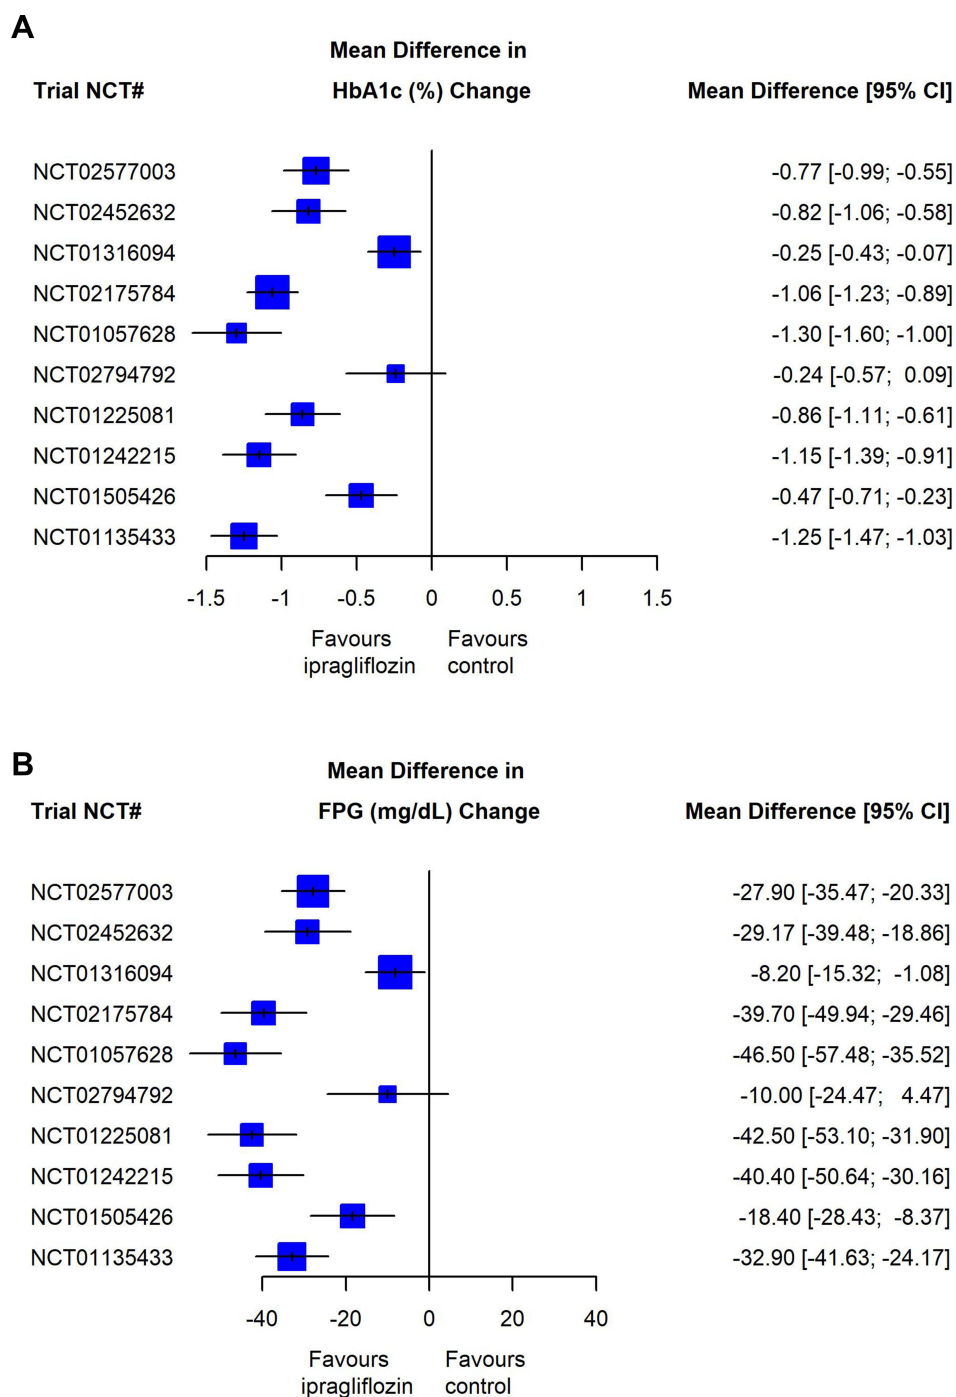 A
Mean Difference in
Trial NCT# HbA1c (%) Change Mean Difference [95% CI]
NCT02577003 -0.77 [-0.99; -0.55]
NCT02452632 -0.82 [-1.06; -0.58]
NCT01316094 -0.25 [-0.43; -0.07]
NCT02175784 -1.06 [-1.23; -0.89]
NCT01057628 -1.30 [-1.60; -1.00]
NCT02794792 -0.24 [-0.57; 0.09]
NCT01225081 -0.86 [-1.11; -0.61]
NCT01242215 -1.15 [-1.39; -0.91]
NCT01505426 -0.47 [-0.71; -0.23]
NCT01135433 -1.25 [-1.47; -1.03]
-1.5 -1 -0.5 0 0.5 1 1.5
Favours Favours
ipragliflozin control
B
Mean Difference in
Trial NCT# FPG (mg/dL) Change Mean Difference [95% CI]
NCT02577003 -27.90 [-35.47; -20.33]
NCT02452632 -29.17 [-39.48; -18.86]
NCT01316094 -8.20 [-15.32; -1.08]
NCT02175784 -39.70 [-49.94; -29.46]
NCT01057628 -46.50 [-57.48; -35.52]
NCT02794792 -10.00 [-24.47; 4.47]
NCT01225081 -42.50 [-53.10; -31.90]
NCT01242215 -40.40 [-50.64; -30.16]
NCT01505426 -18.40 [-28.43; -8.37]
NCT01135433 -32.90 [-41.63; -24.17]
-40 -20 0 20 40
Favours Favours
ipragliflozin control